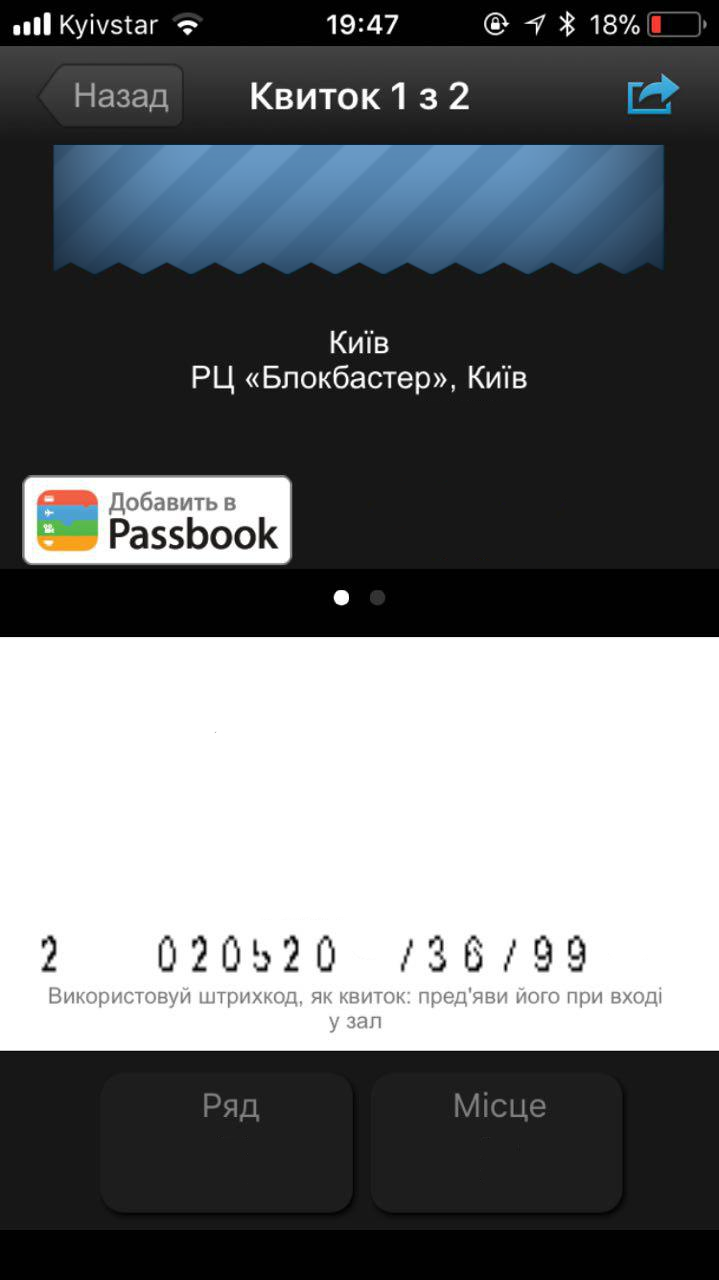 Kyivstar 19:47 18%
Назад Квиток 1 з 2
Київ
РЦ «Блокбастер», Київ
Добавить в
Passbook
2 020520 /36/99
Використовуй штрихкод, як квиток: пред'яви його при вході
у зал
Ряд Місце